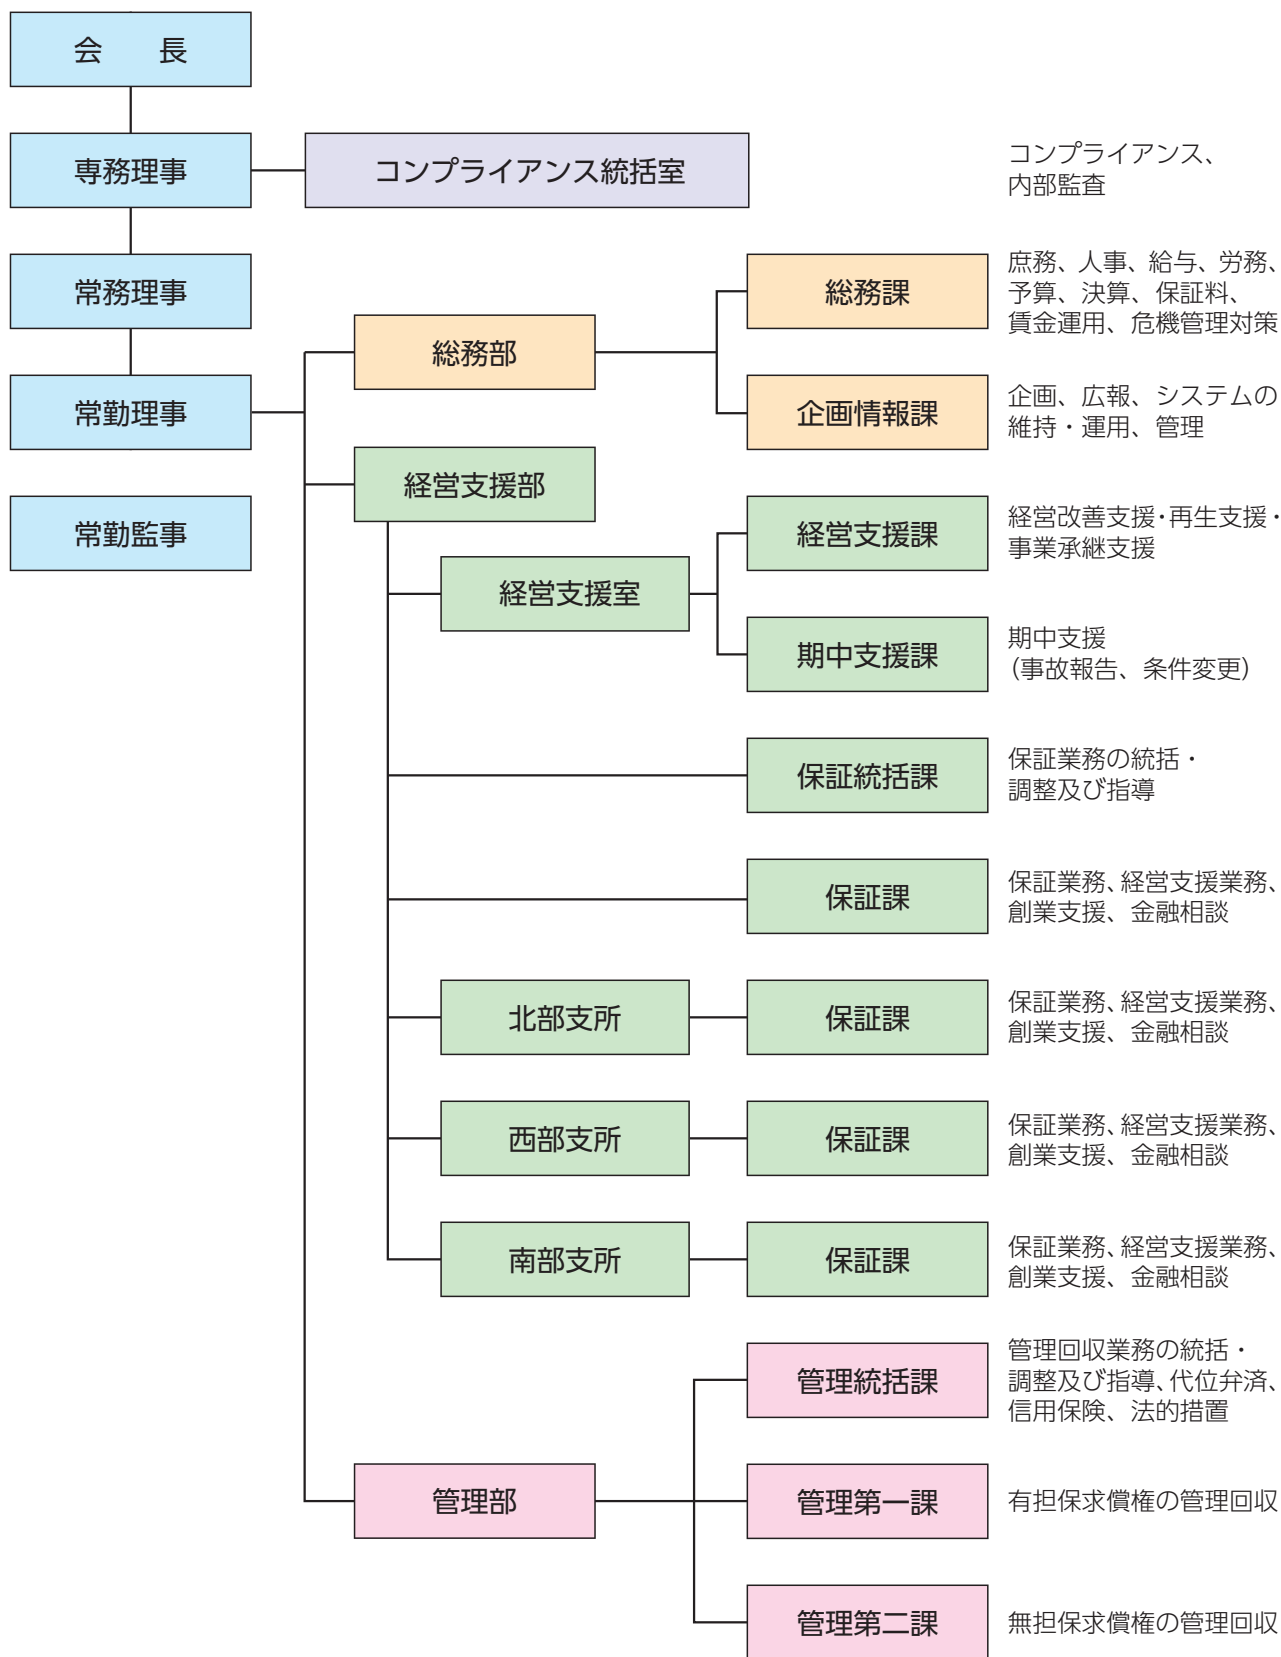 会　長
専務理事
コンプライアンス統括室
コンプライアンス、
内部監査
常務理事
常勤理事
常勤監事
総務部
総務課
庶務、人事、給与、労務、
予算、決算、保証料、
賃金運用、危機管理対策
企画情報課
企画、広報、システムの
維持・運用、管理
経営支援部
経営支援室
経営支援課
経営改善支援・再生支援・
事業承継支援
期中支援課
期中支援
（事故報告、条件変更）
保証統括課
保証業務の統括・
調整及び指導
保証課
保証業務、経営支援業務、
創業支援、金融相談
北部支所
保証課
保証業務、経営支援業務、
創業支援、金融相談
西部支所
保証課
保証業務、経営支援業務、
創業支援、金融相談
南部支所
保証課
保証業務、経営支援業務、
創業支援、金融相談
管理部
管理統括課
管理回収業務の統括・
調整及び指導、代位弁済、
信用保険、法的措置
管理第一課
有担保求償権の管理回収
管理第二課
無担保求償権の管理回収